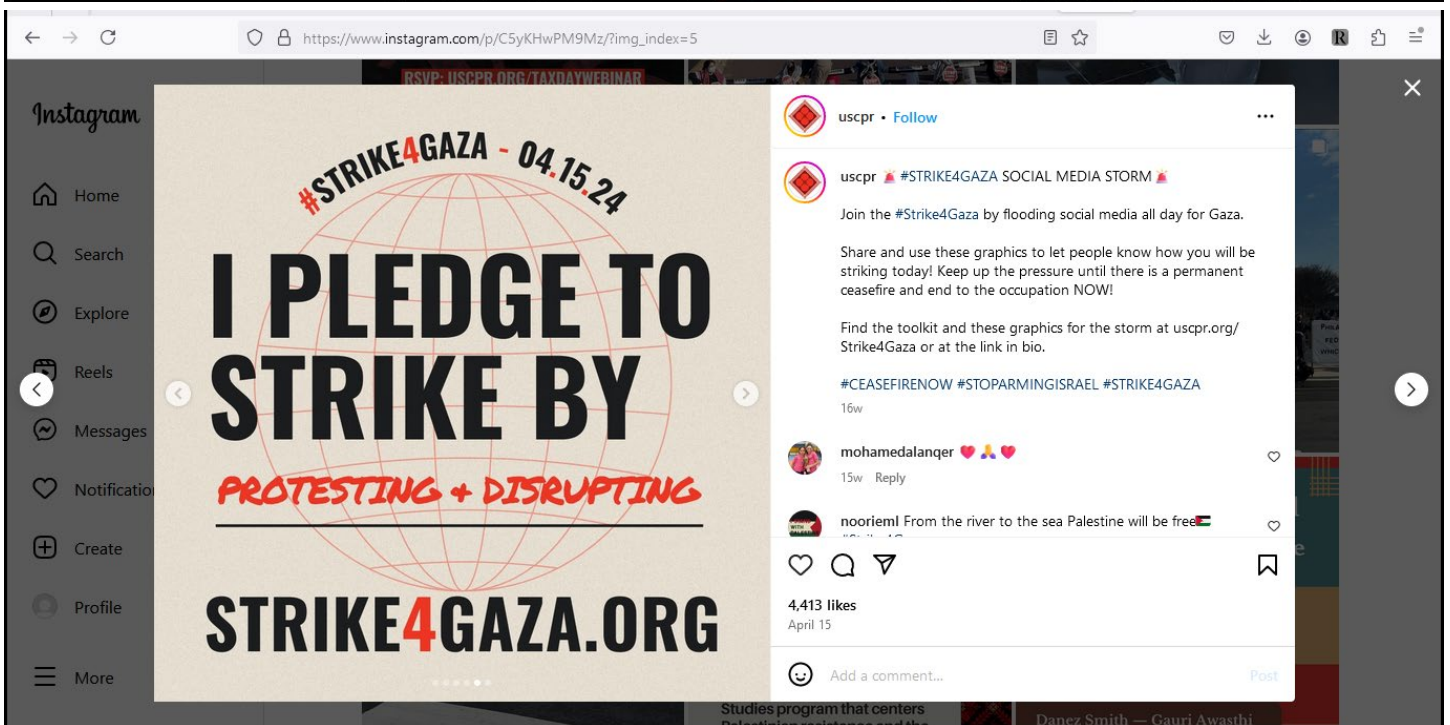 https://www.instagram.com/p/C5yKHwPM9Mz/?img_index=5
RSVP: USCPR.ORG/TAXDAYWEBINAR
Instagram
Home
Search
Explore
Reels
Messages
Notification
Create
Profile
More
#STRIKE4GAZA - 04.15.24
I PLEDGE TO
STRIKE BY
PROTESTING + DISRUPTING
STRIKE4GAZA.ORG
uscpr • Follow
uscpr 🚨 #STRIKE4GAZA SOCIAL MEDIA STORM 🚨
Join the #Strike4Gaza by flooding social media all day for Gaza.
Share and use these graphics to let people know how you will be
striking today! Keep up the pressure until there is a permanent
ceasefire and end to the occupation NOW!
Find the toolkit and these graphics for the storm at uscpr.org/
Strike4Gaza or at the link in bio.
#CEASEFIRENOW #STOPARMINGISRAEL #STRIKE4GAZA
16w
mohamedalanqer ❤️🙏❤️
15w Reply
noorieml From the river to the sea Palestine will be free🇵🇸
4,413 likes
April 15
Add a comment...
Post
Studies program that centers
Danez Smith — Gauri Awasthi